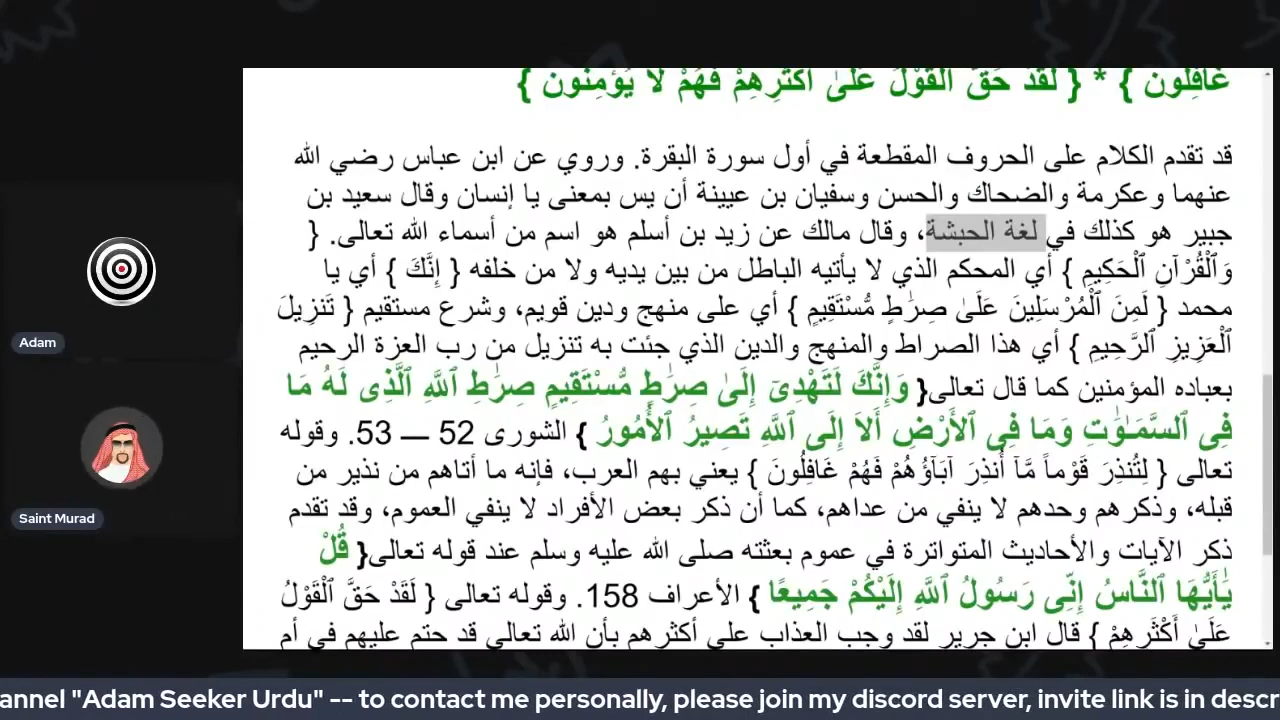 غَافِلُونَ } * { لَقَدْ حَقَّ ٱلْقَوْلُ عَلَىٰ أَكْثَرِهِمْ فَهُمْ لاَ يُؤْمِنُونَ }
قد تقدم الكلام على الحروف المقطعة في أول سورة البقرة. وروي عن ابن عباس رضي الله
عنهما وعكرمة والضحاك والحسن وسفيان بن عيينة أن يس بمعنى يا إنسان وقال سعيد بن
جبير هو كذلك في لغة الحبشة، وقال مالك عن زيد بن أسلم هو اسم من أسماء الله تعالى. {
وَٱلْقُرْآنِ ٱلْحَكِيمِ } أي المحكم الذي لا يأتيه الباطل من بين يديه ولا من خلفه { إِنَّكَ } أي يا
محمد { لَمِنَ ٱلْمُرْسَلِينَ عَلَىٰ صِرَٰطٍ مُّسْتَقِيمٍ } أي على منهج ودين قويم، وشرع مستقيم { تَنزِيلَ
ٱلْعَزِيزِ ٱلرَّحِيمِ } أي هذا الصراط والمنهج والدين الذي جئت به تنزيل من رب العزة الرحيم
بعباده المؤمنين كما قال تعالى{ وَإِنَّكَ لَتَهْدِىۤ إِلَىٰ صِرَٰطٍ مُّسْتَقِيمٍ صِرَٰطِ ٱللَّهِ ٱلَّذِى لَهُ مَا
فِى ٱلسَّمَـٰوَٰتِ وَمَا فِى ٱلأَرْضِ أَلاَ إِلَى ٱللَّهِ تَصِيرُ ٱلأُمُورُ } الشورى 52 ــ 53. وقوله
تعالى { لِتُنذِرَ قَوْماً مَّآ أُنذِرَ آبَآؤُهُمْ فَهُمْ غَافِلُونَ } يعني بهم العرب، فإنه ما أتاهم من نذير من
قبله، وذكرهم وحدهم لا ينفي من عداهم، كما أن ذكر بعض الأفراد لا ينفي العموم، وقد تقدم
ذكر الآيات والأحاديث المتواترة في عموم بعثته صلى الله عليه وسلم عند قوله تعالى{ قُلْ
يَٰأَيُّهَا ٱلنَّاسُ إِنِّى رَسُولُ ٱللَّهِ إِلَيْكُمْ جَمِيعًا } الأعراف 158. وقوله تعالى { لَقَدْ حَقَّ ٱلْقَوْلُ
عَلَىٰ أَكْثَرِهِمْ } قال ابن جرير لقد وجب العذاب على أكثرهم بأن الله تعالى قد حتم عليهم في أم
Adam
Saint Murad
annel "Adam Seeker Urdu" -- to contact me personally, please join my discord server, invite link is in descr